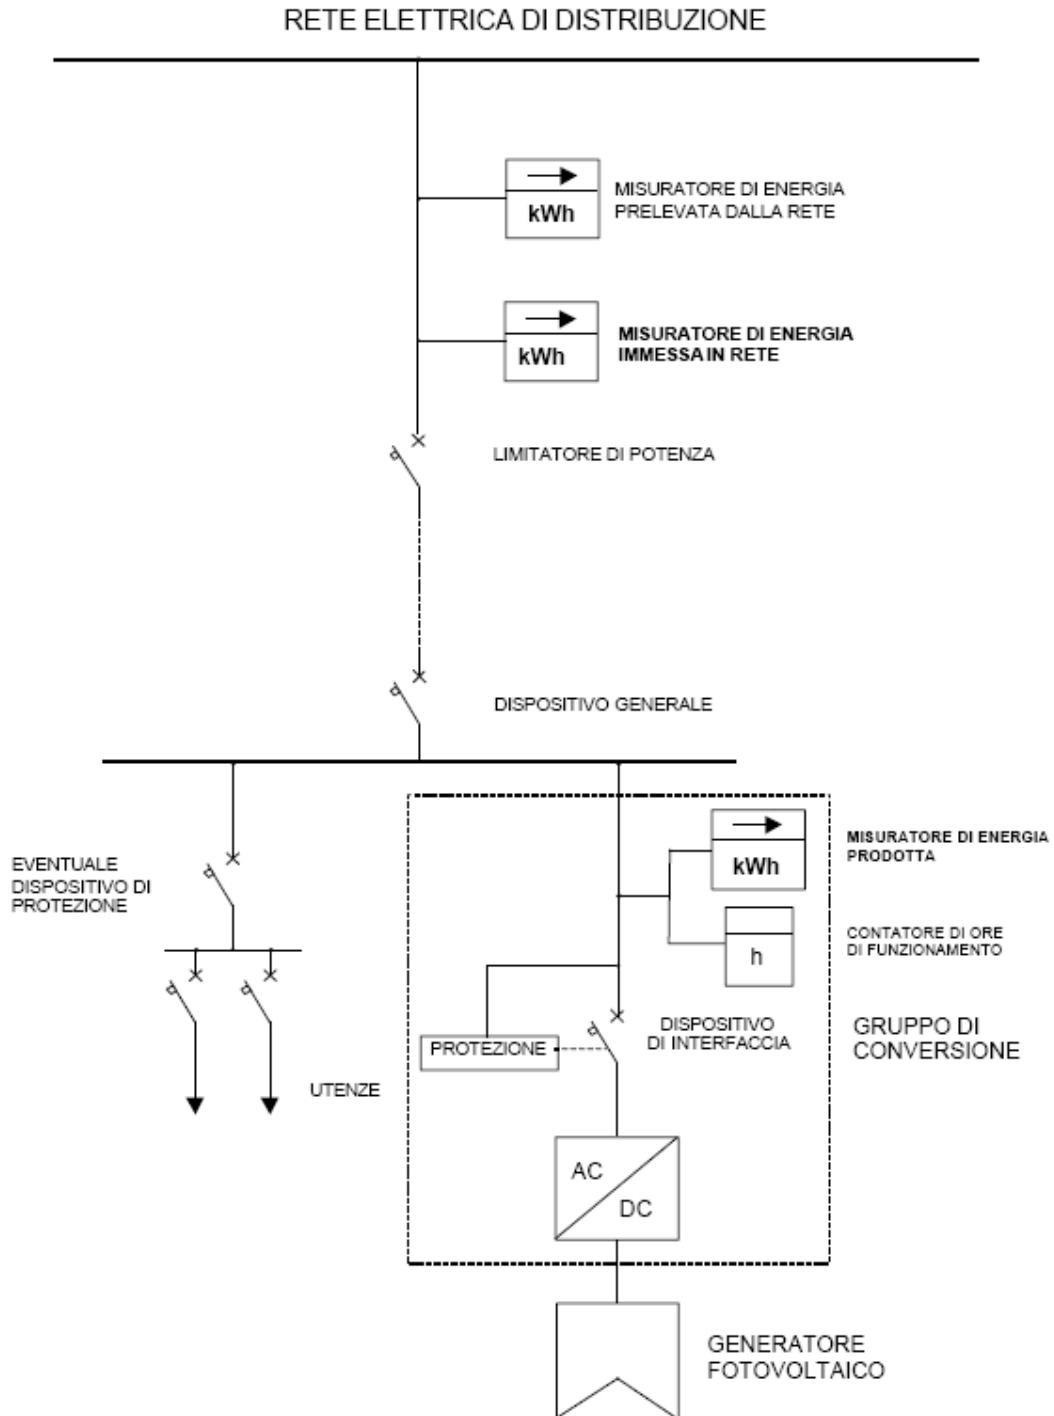 RETE ELETTRICA DI DISTRIBUZIONE
kWh
MISURATORE DI ENERGIA
PRELEVATA DALLA RETE
kWh
MISURATORE DI ENERGIA
IMMESSA IN RETE
LIMITATORE DI POTENZA
DISPOSITIVO GENERALE
EVENTUALE
DISPOSITIVO DI
PROTEZIONE
UTENZE
kWh
MISURATORE DI ENERGIA
PRODOTTA
h
CONTATORE DI ORE
DI FUNZIONAMENTO
PROTEZIONE
DISPOSITIVO
DI INTERFACCIA
GRUPPO DI
CONVERSIONE
AC
DC
GENERATORE
FOTOVOLTAICO